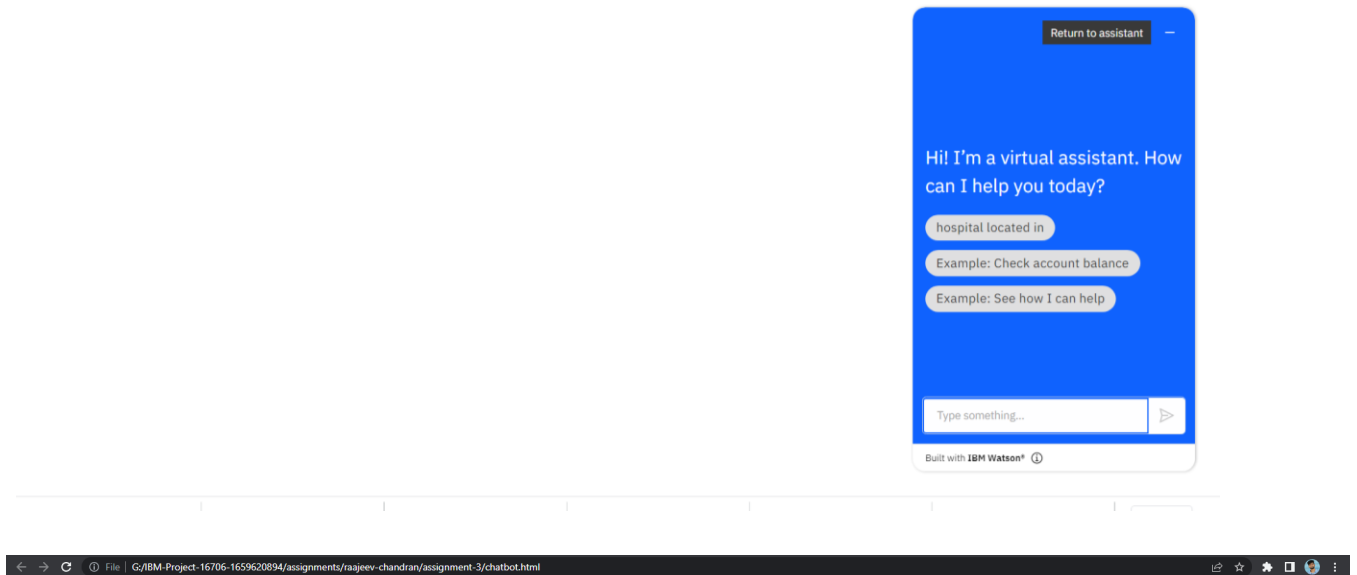 Return to assistant
Hi! I’m a virtual assistant. How
can I help you today?
hospital located in
Example: Check account balance
Example: See how I can help
Type something...
Built with IBM Watson®
File | G:/IBM-Project-16706-1659620894/assignments/raajeev-chandran/assignment-3/chatbot.html